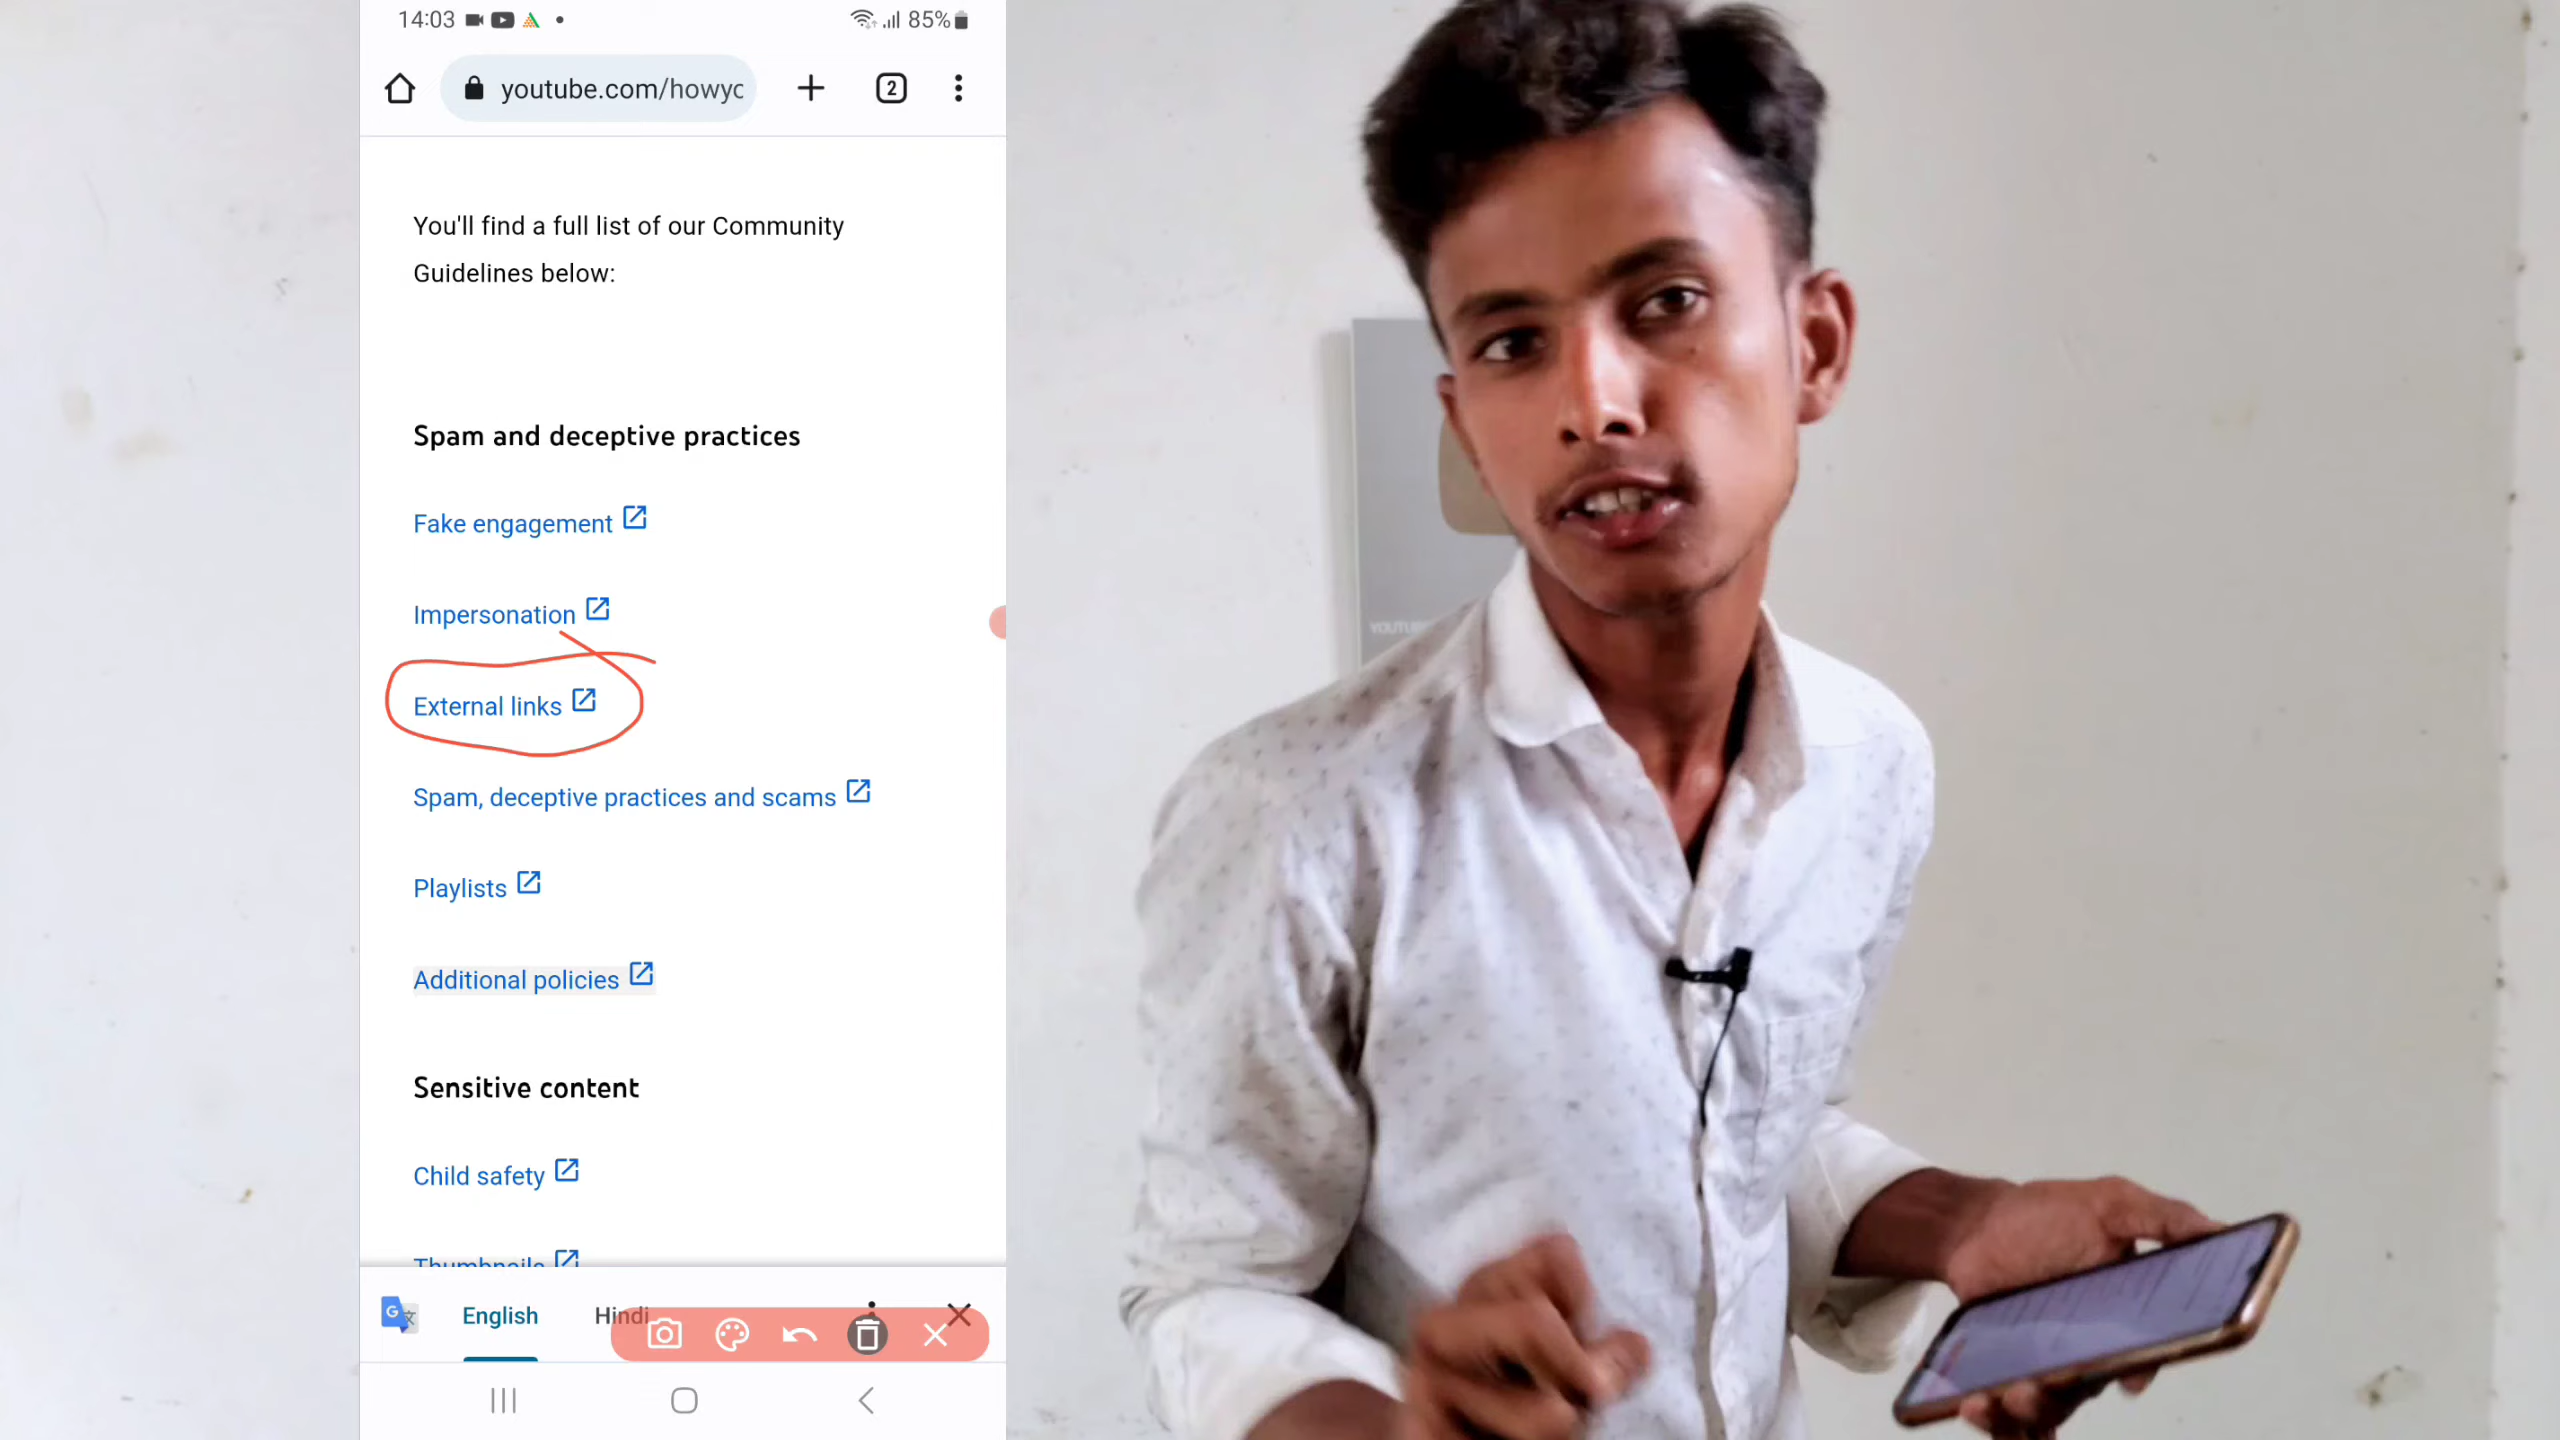 14:03
85%
youtube.com/howyc
2
You'll find a full list of our Community
Guidelines below:
Spam and deceptive practices
Fake engagement
Impersonation
External links
Spam, deceptive practices and scams
Playlists
Additional policies
Sensitive content
Child safety
Thumbnails
English
Hindi